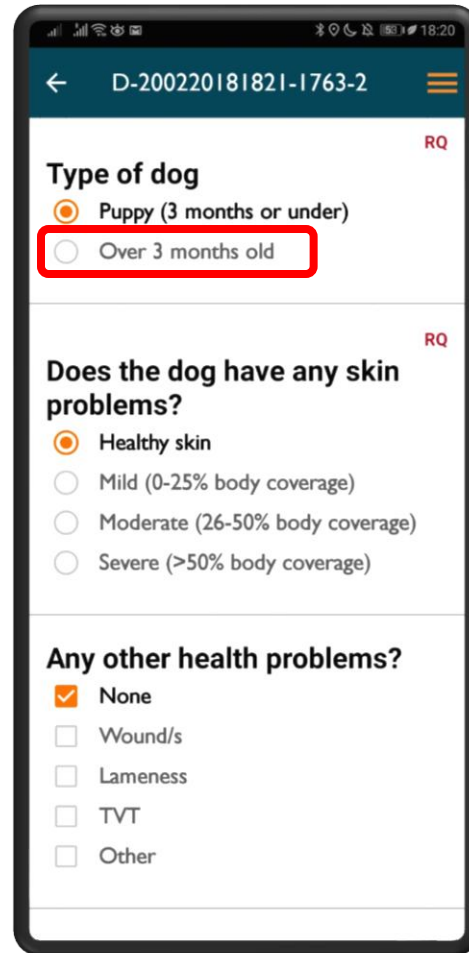 53 18:20
D-200220181821-1763-2
RQ
Type of dog
Puppy (3 months or under)
Over 3 months old
RQ
Does the dog have any skin
problems?
Healthy skin
Mild (0-25% body coverage)
Moderate (26-50% body coverage)
Severe (>50% body coverage)
Any other health problems?
None
Wound/s
Lameness
TVT
Other